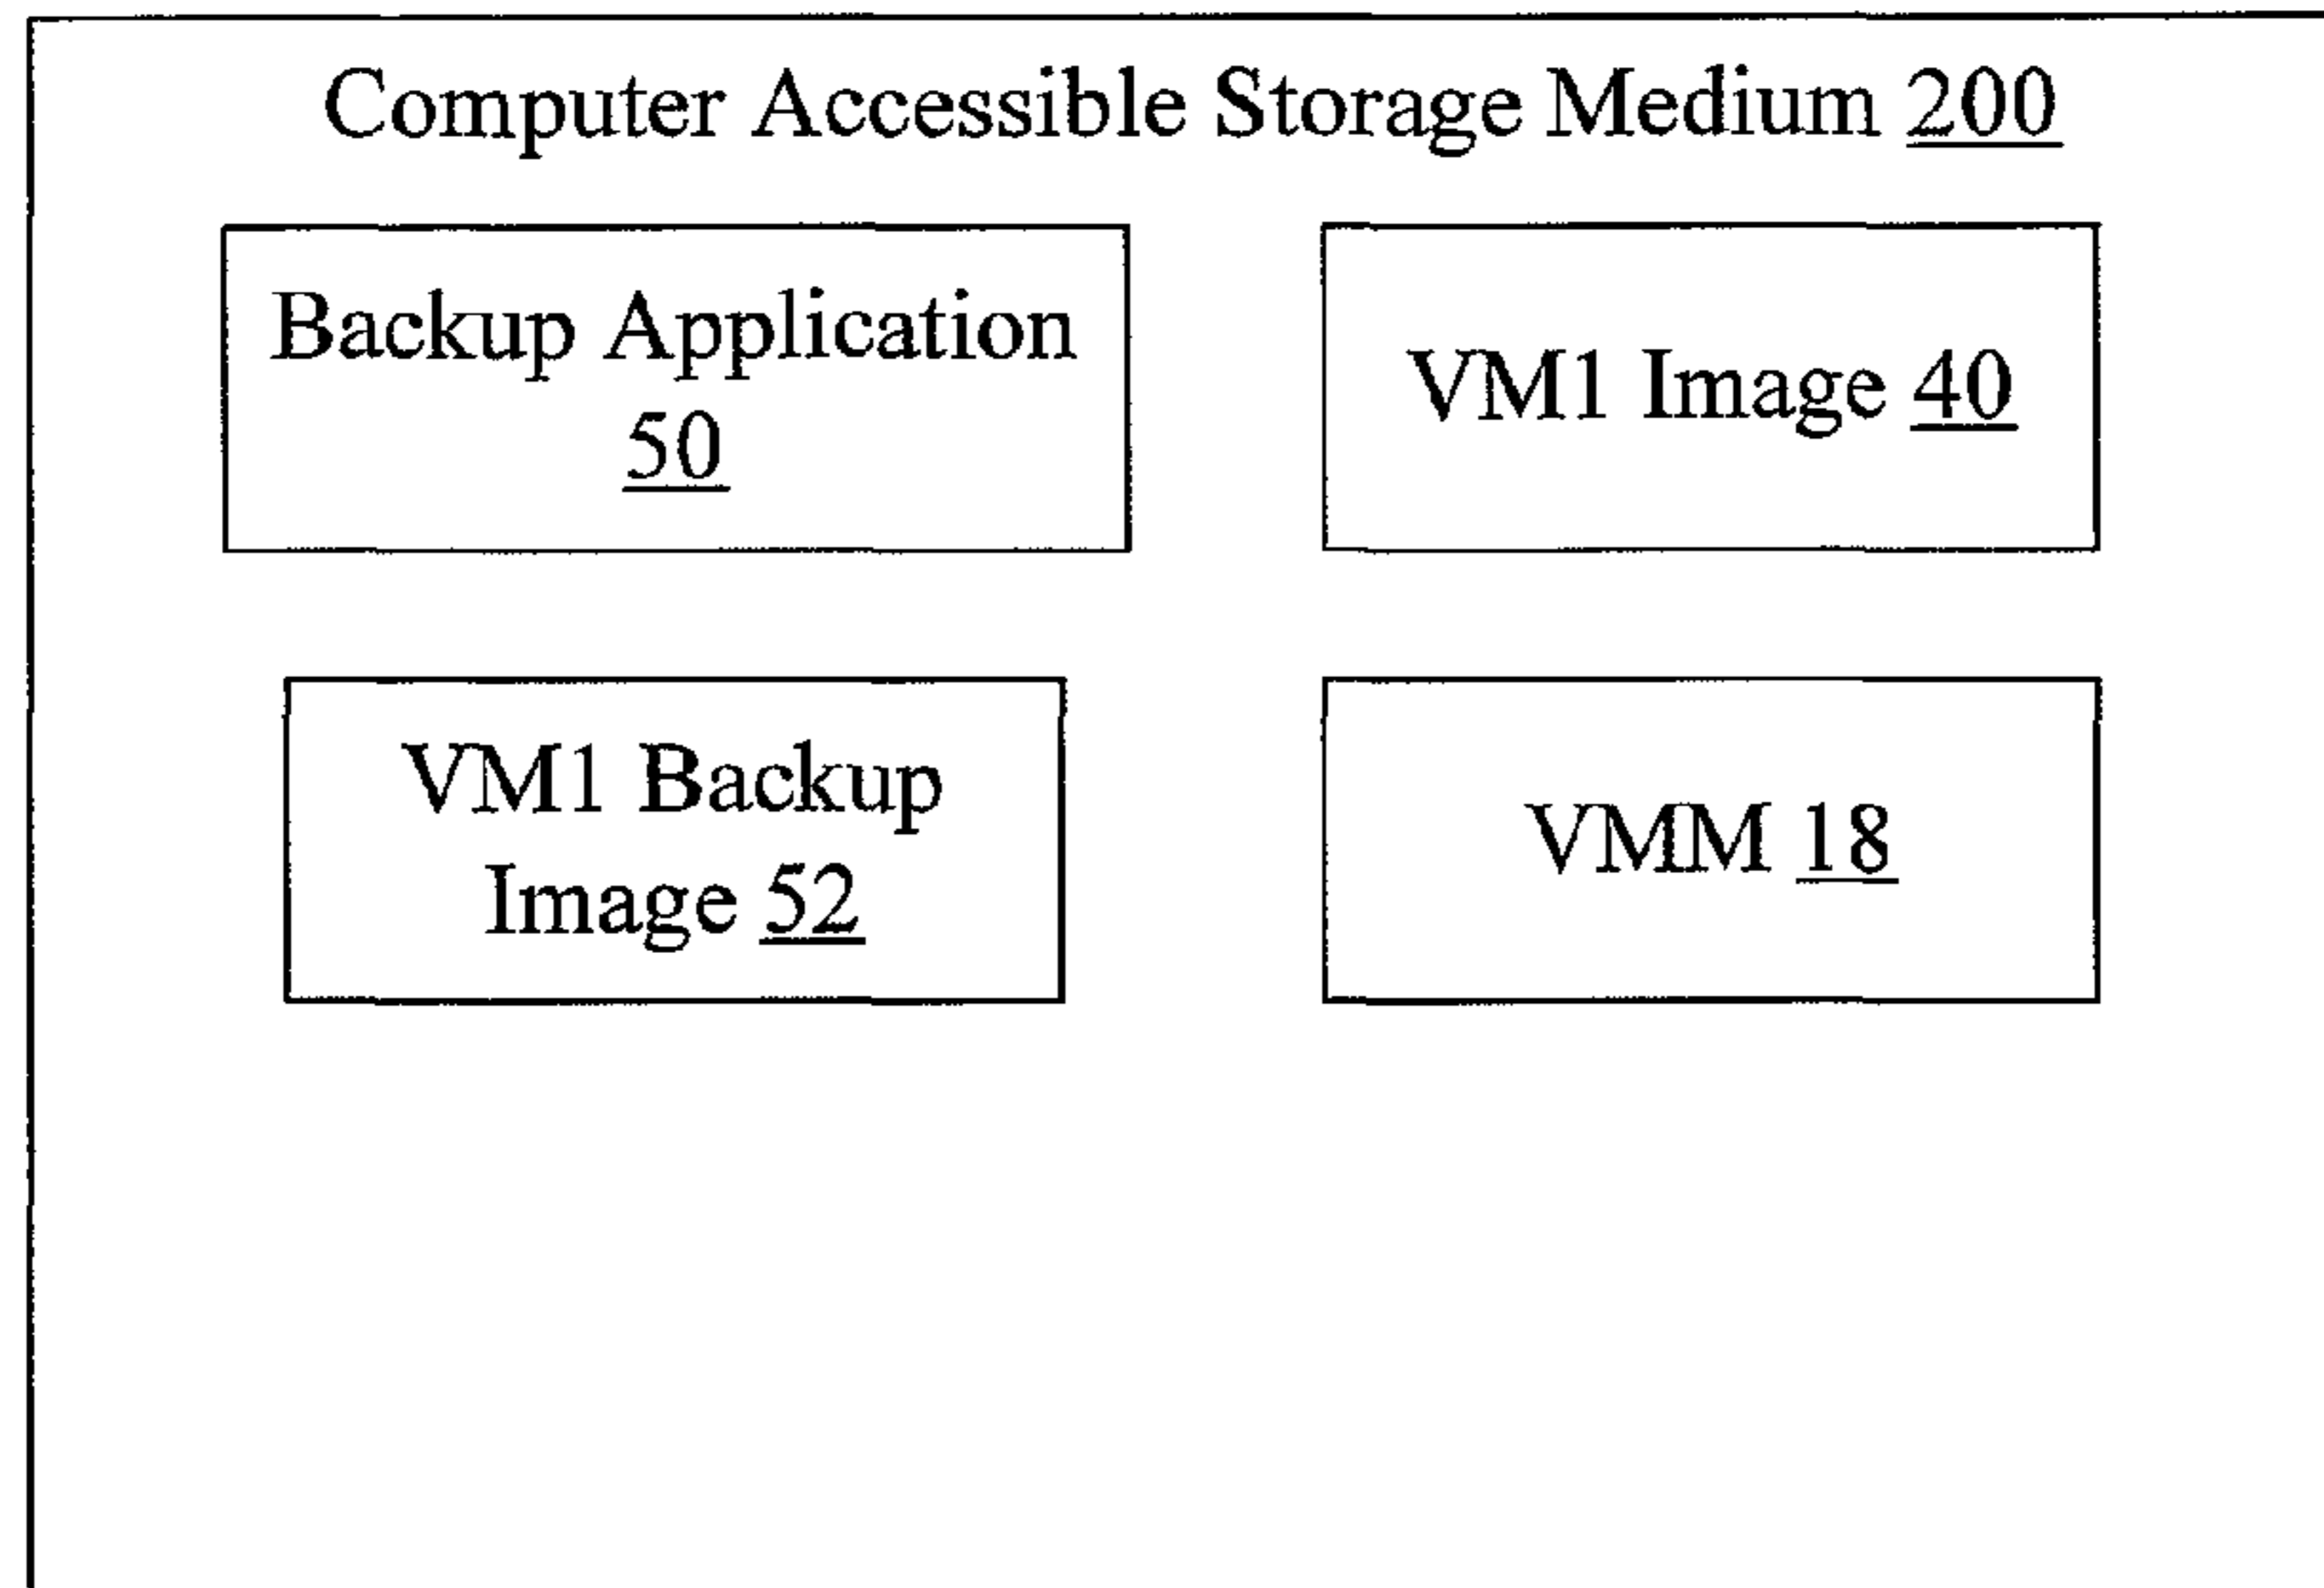 Computer Accessible Storage Medium 200
Backup Application
50
VM1 Image 40
VM1 Backup
Image 52
VMM 18